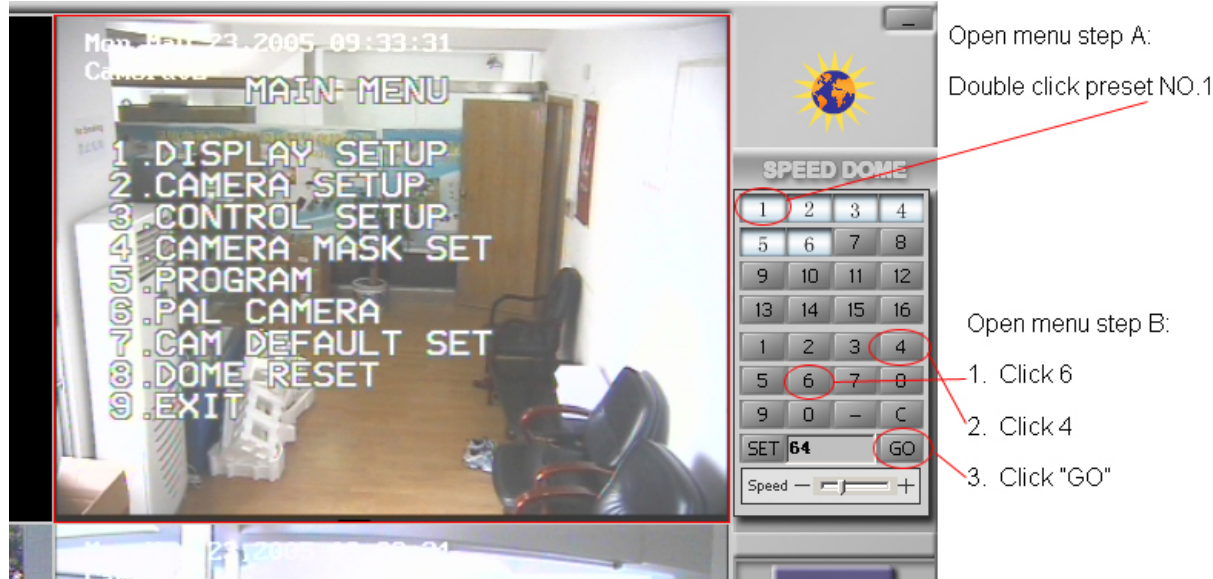 Mon May 23.2005 09:33:31
MAIN MENU
1.DISPLAY SETUP
2.CAMERA SETUP
3.CONTROL SETUP
4.CAMERA MASK SET
5.PROGRAM
6.PAL CAMERA
7.CAM DEFAULT SET
8.DOME RESET
9.EXIT
No Smoking
SPEED DOME
1 2 3 4
5 6 7 8
9 10 11 12
13 14 15 16
1 2 3 4
5 6 7 8
9 0 – C
SET 64 GO
Speed – +
Open menu step A:
Double click preset NO.1
Open menu step B:
1. Click 6
2. Click 4
3. Click "GO"